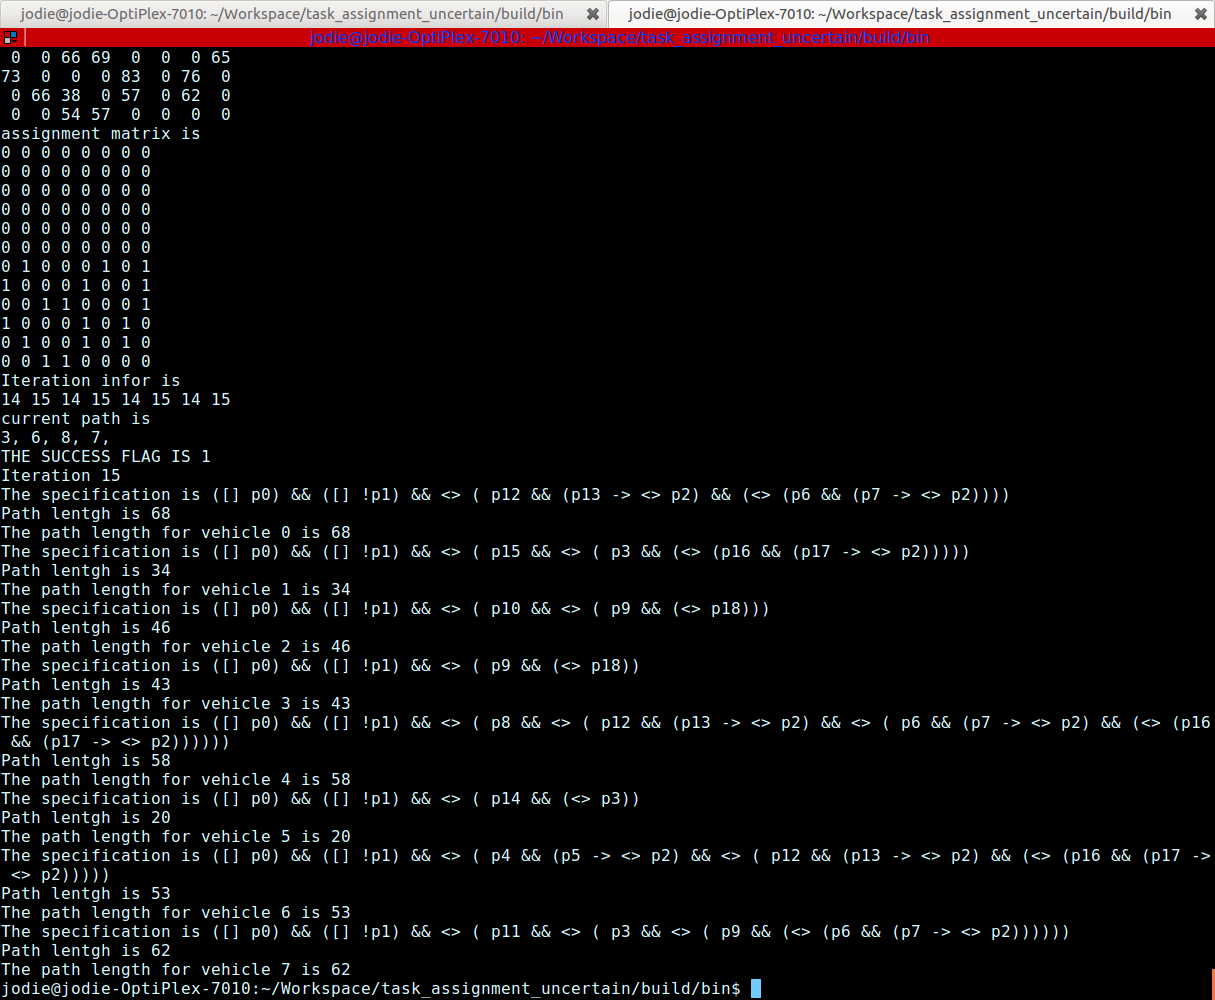 jodie@jodie-OptiPlex-7010: ~/Workspace/task_assignment_uncertain/build/bin
jodie@jodie-OptiPlex-7010: ~/Workspace/task_assignment_uncertain/build/bin
jodie@jodie-OptiPlex-7010: ~/Workspace/task_assignment_uncertain/build/bin
 0  0 66 69  0  0  0 65
73  0  0  0 83  0 76  0
 0 66 38  0 57  0 62  0
 0  0 54 57  0  0  0  0
assignment matrix is
0 0 0 0 0 0 0 0
0 0 0 0 0 0 0 0
0 0 0 0 0 0 0 0
0 0 0 0 0 0 0 0
0 0 0 0 0 0 0 0
0 0 0 0 0 0 0 0
0 1 0 0 0 1 0 1
1 0 0 0 1 0 0 1
0 0 1 1 0 0 0 1
1 0 0 0 1 0 1 0
0 1 0 0 1 0 1 0
0 0 1 1 0 0 0 0
Iteration infor is
14 15 14 15 14 15 14 15
current path is
3, 6, 8, 7,
THE SUCCESS FLAG IS 1
Iteration 15
The specification is ([] p0) && ([] !p1) && <> ( p12 && (p13 -> <> p2) && (<> (p6 && (p7 -> <> p2))))
Path lentgh is 68
The path length for vehicle 0 is 68
The specification is ([] p0) && ([] !p1) && <> ( p15 && <> ( p3 && (<> (p16 && (p17 -> <> p2)))))
Path lentgh is 34
The path length for vehicle 1 is 34
The specification is ([] p0) && ([] !p1) && <> ( p10 && <> ( p9 && (<> p18)))
Path lentgh is 46
The path length for vehicle 2 is 46
The specification is ([] p0) && ([] !p1) && <> ( p9 && (<> p18))
Path lentgh is 43
The path length for vehicle 3 is 43
The specification is ([] p0) && ([] !p1) && <> ( p8 && <> ( p12 && (p13 -> <> p2) && <> ( p6 && (p7 -> <> p2) && (<> (p16
 && (p17 -> <> p2))))))
Path lentgh is 58
The path length for vehicle 4 is 58
The specification is ([] p0) && ([] !p1) && <> ( p14 && (<> p3))
Path lentgh is 20
The path length for vehicle 5 is 20
The specification is ([] p0) && ([] !p1) && <> ( p4 && (p5 -> <> p2) && <> ( p12 && (p13 -> <> p2) && (<> (p16 && (p17 ->
 <> p2)))))
Path lentgh is 53
The path length for vehicle 6 is 53
The specification is ([] p0) && ([] !p1) && <> ( p11 && <> ( p3 && <> ( p9 && (<> (p6 && (p7 -> <> p2))))))
Path lentgh is 62
The path length for vehicle 7 is 62
jodie@jodie-OptiPlex-7010:~/Workspace/task_assignment_uncertain/build/bin$